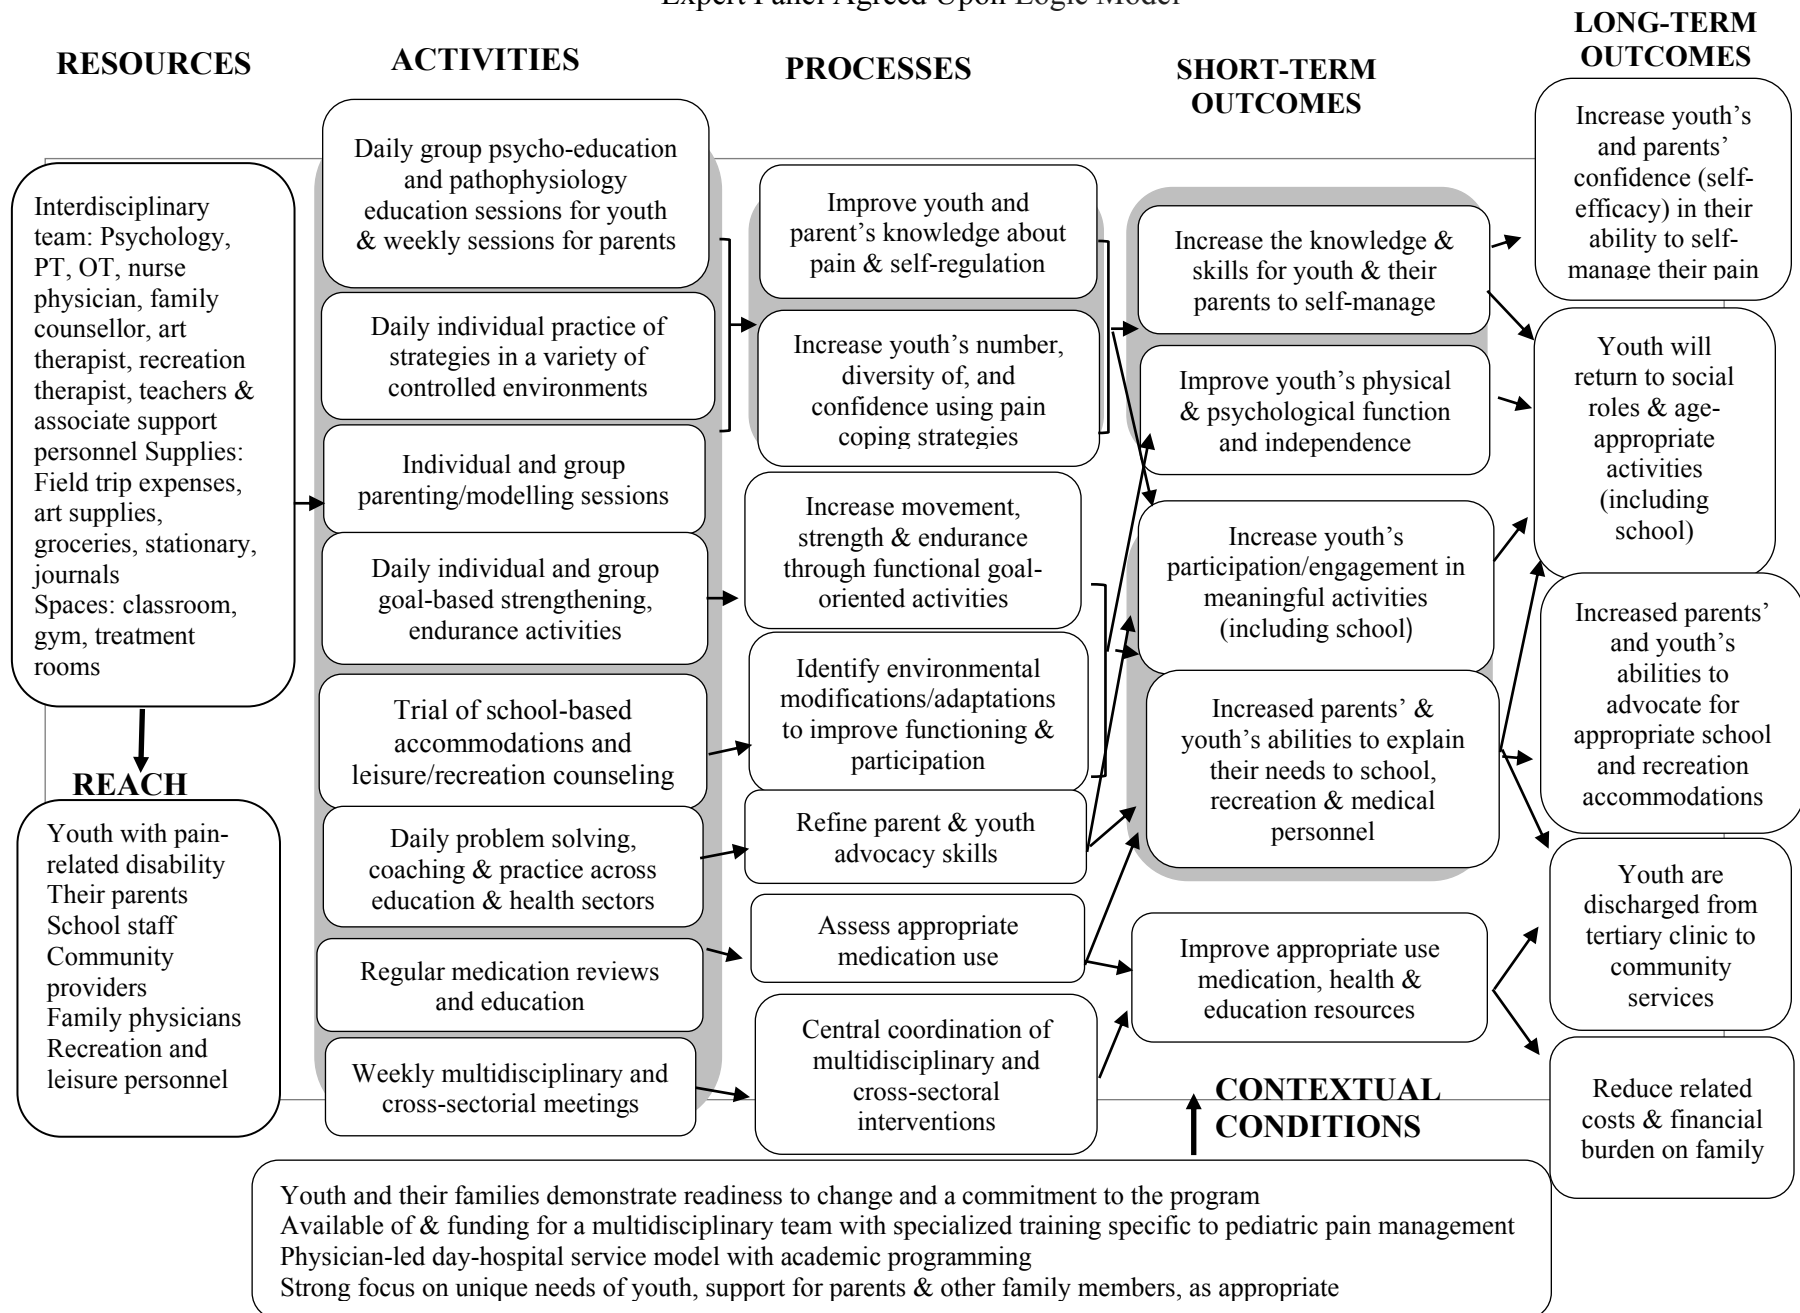 Expert Panel Agreed Upon Logic Model
RESOURCES
Interdisciplinary
team: Psychology,
PT, OT, nurse
physician, family
counsellor, art
therapist, recreation
therapist, teachers &
associate support
personnel Supplies:
Field trip expenses,
art supplies,
groceries, stationary,
journals
Spaces: classroom,
gym, treatment
rooms
REACH
Youth with pain-
related disability
Their parents
School staff
Community
providers
Family physicians
Recreation and
leisure personnel
ACTIVITIES
Daily group psycho-education
and pathophysiology
education sessions for youth
& weekly sessions for parents
Daily individual practice of
strategies in a variety of
controlled environments
Individual and group
parenting/modelling sessions
Daily individual and group
goal-based strengthening,
endurance activities
Trial of school-based
accommodations and
leisure/recreation counseling
Daily problem solving,
coaching & practice across
education & health sectors
Regular medication reviews
and education
Weekly multidisciplinary and
cross-sectorial meetings
PROCESSES
Improve youth and
parent's knowledge about
pain & self-regulation
Increase youth's number,
diversity of, and
confidence using pain
coping strategies
Increase movement,
strength & endurance
through functional goal-
oriented activities
Identify environmental
modifications/adaptations
to improve functioning &
participation
Refine parent & youth
advocacy skills
Assess appropriate
medication use
Central coordination of
multidisciplinary and
cross-sectoral
interventions
SHORT-TERM
OUTCOMES
Increase the knowledge &
skills for youth & their
parents to self-manage
Improve youth's physical
& psychological function
and independence
Increase youth's
participation/engagement in
meaningful activities
(including school)
Increased parents' &
youth's abilities to explain
their needs to school,
recreation & medical
personnel
Improve appropriate use
medication, health &
education resources
LONG-TERM
OUTCOMES
Increase youth's
and parents'
confidence (self-
efficacy) in their
ability to self-
manage their pain
Youth will
return to social
roles & age-
appropriate
activities
(including
school)
Increased parents'
and youth's
abilities to
advocate for
appropriate school
and recreation
accommodations
Youth are
discharged from
tertiary clinic to
community
services
Reduce related
costs & financial
burden on family
CONTEXTUAL
CONDITIONS
Youth and their families demonstrate readiness to change and a commitment to the program
Available of & funding for a multidisciplinary team with specialized training specific to pediatric pain management
Physician-led day-hospital service model with academic programming
Strong focus on unique needs of youth, support for parents & other family members, as appropriate